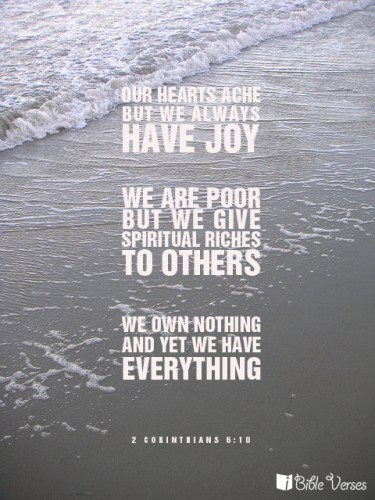 OUR HEARTS ACHE
BUT WE ALWAYS
HAVE JOY
WE ARE POOR
BUT WE GIVE
SPIRITUAL RICHES
TO OTHERS
WE OWN NOTHING
AND YET WE HAVE
EVERYTHING
2 CORINTHIANS 6:10
i Bible Verses